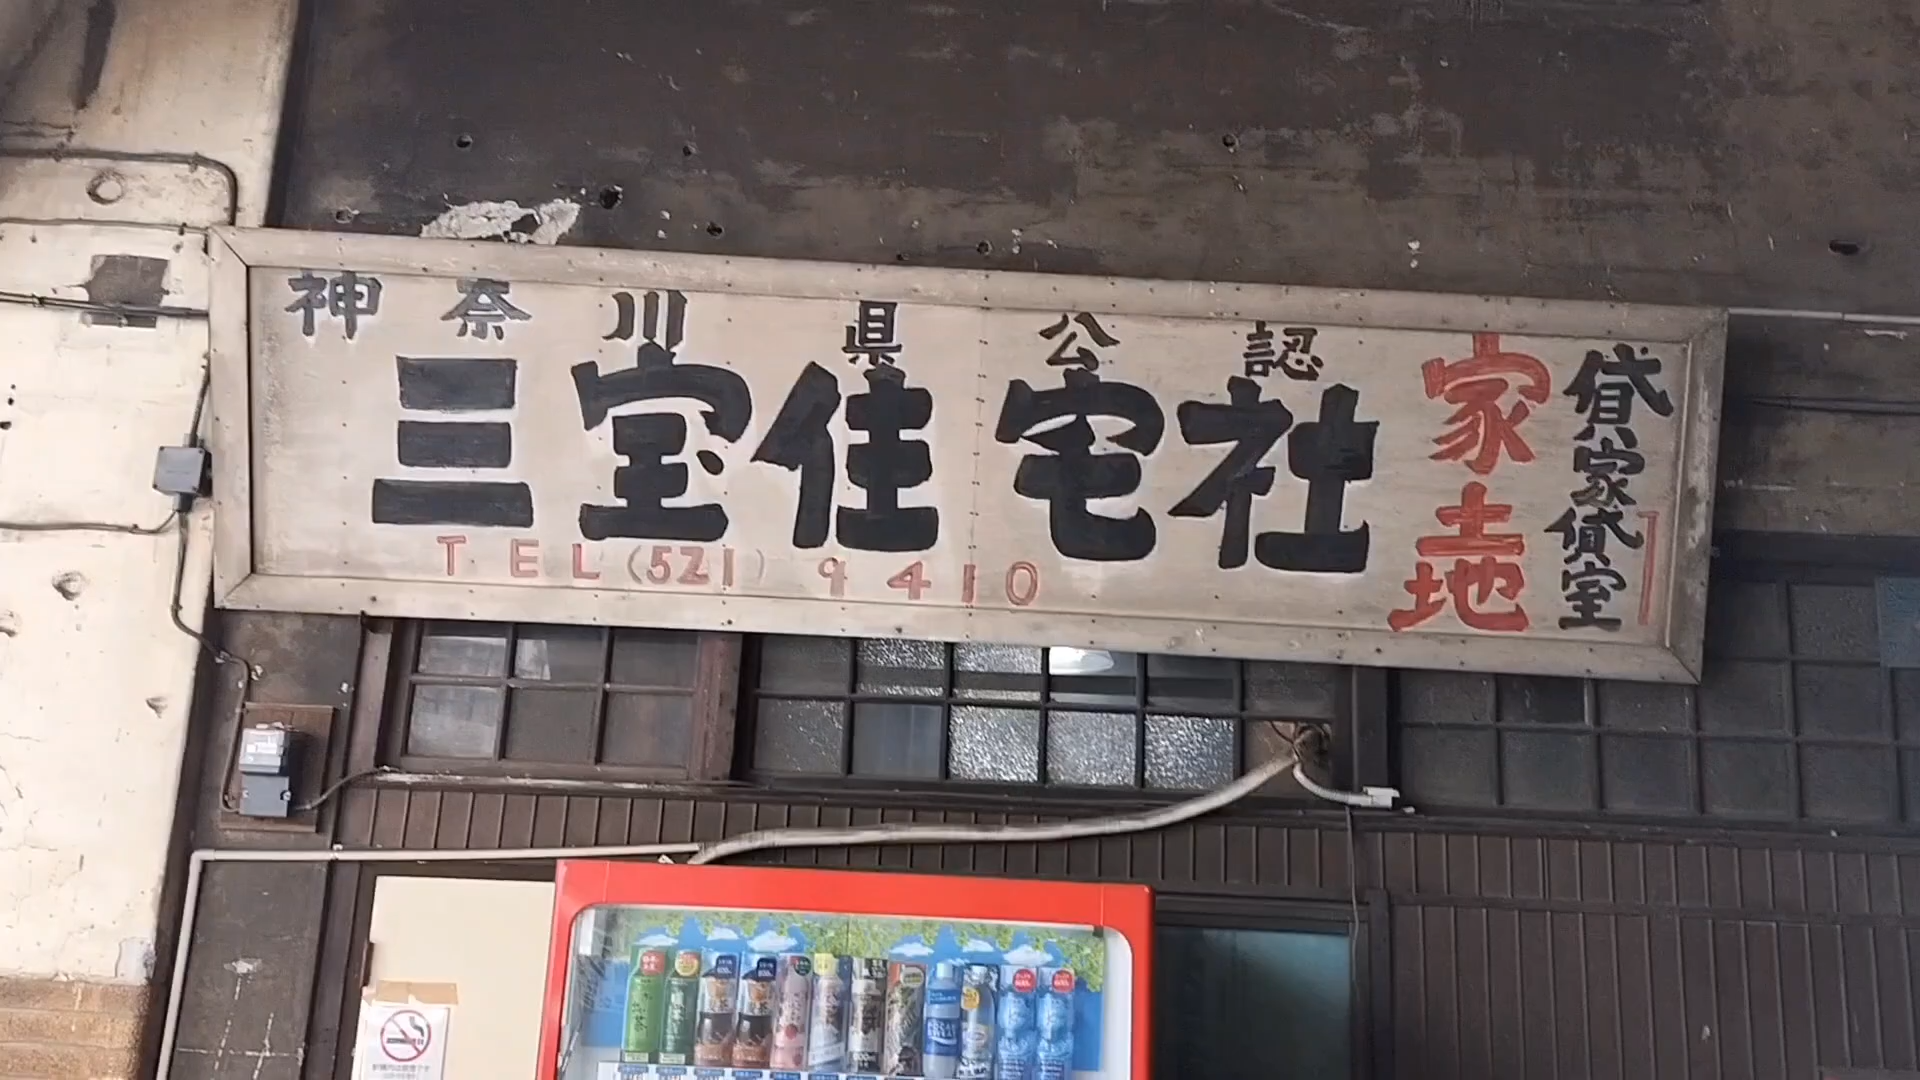 神奈川県公認
三宝住宅社
TEL(521)9410
家
土地
貸家貸室